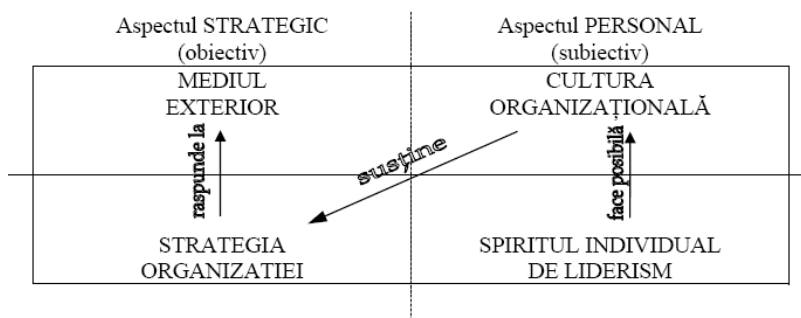 Aspectul STRATEGIC
(obiectiv)
Aspectul PERSONAL
(subiectiv)
MEDIUL
EXTERIOR
CULTURA
ORGANIZAȚIONALĂ
raspunde la
susține
face posibilă
STRATEGIA
ORGANIZATIEI
SPIRITUL INDIVIDUAL
DE LIDERISM